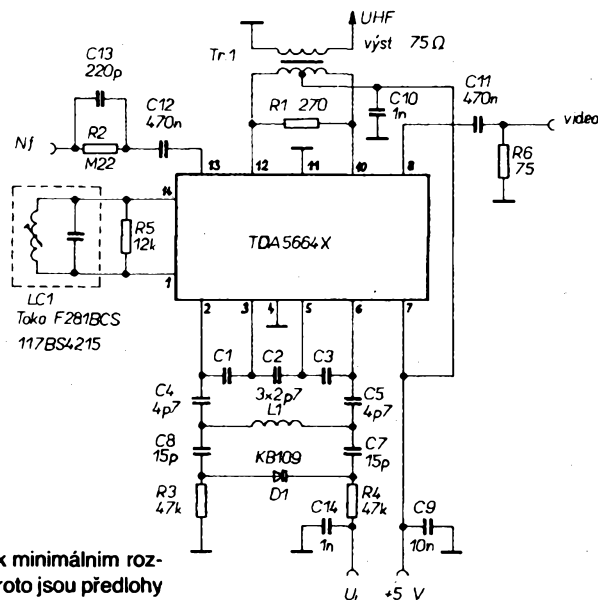 UHF
výst 75Ω
Tr.1
C13
220p
C12
470n
R1 270
C10
1n
C11
470n
Nf
R2
M22
video
R6
75
13
12
11
10
8
14
R5
12k
TDA5664X
1
LC1
Toko F281BCS
117BS4215
2
3
4
5
6
7
C1
C2
C3
3x2p7
C4
4p7
L1
C5
4p7
C8
15p
KB109
C7
15p
R3
47k
D1
R4
47k
C14
1n
C9
10n
k minimálním roz-
roto jsou předlohy
+5 V